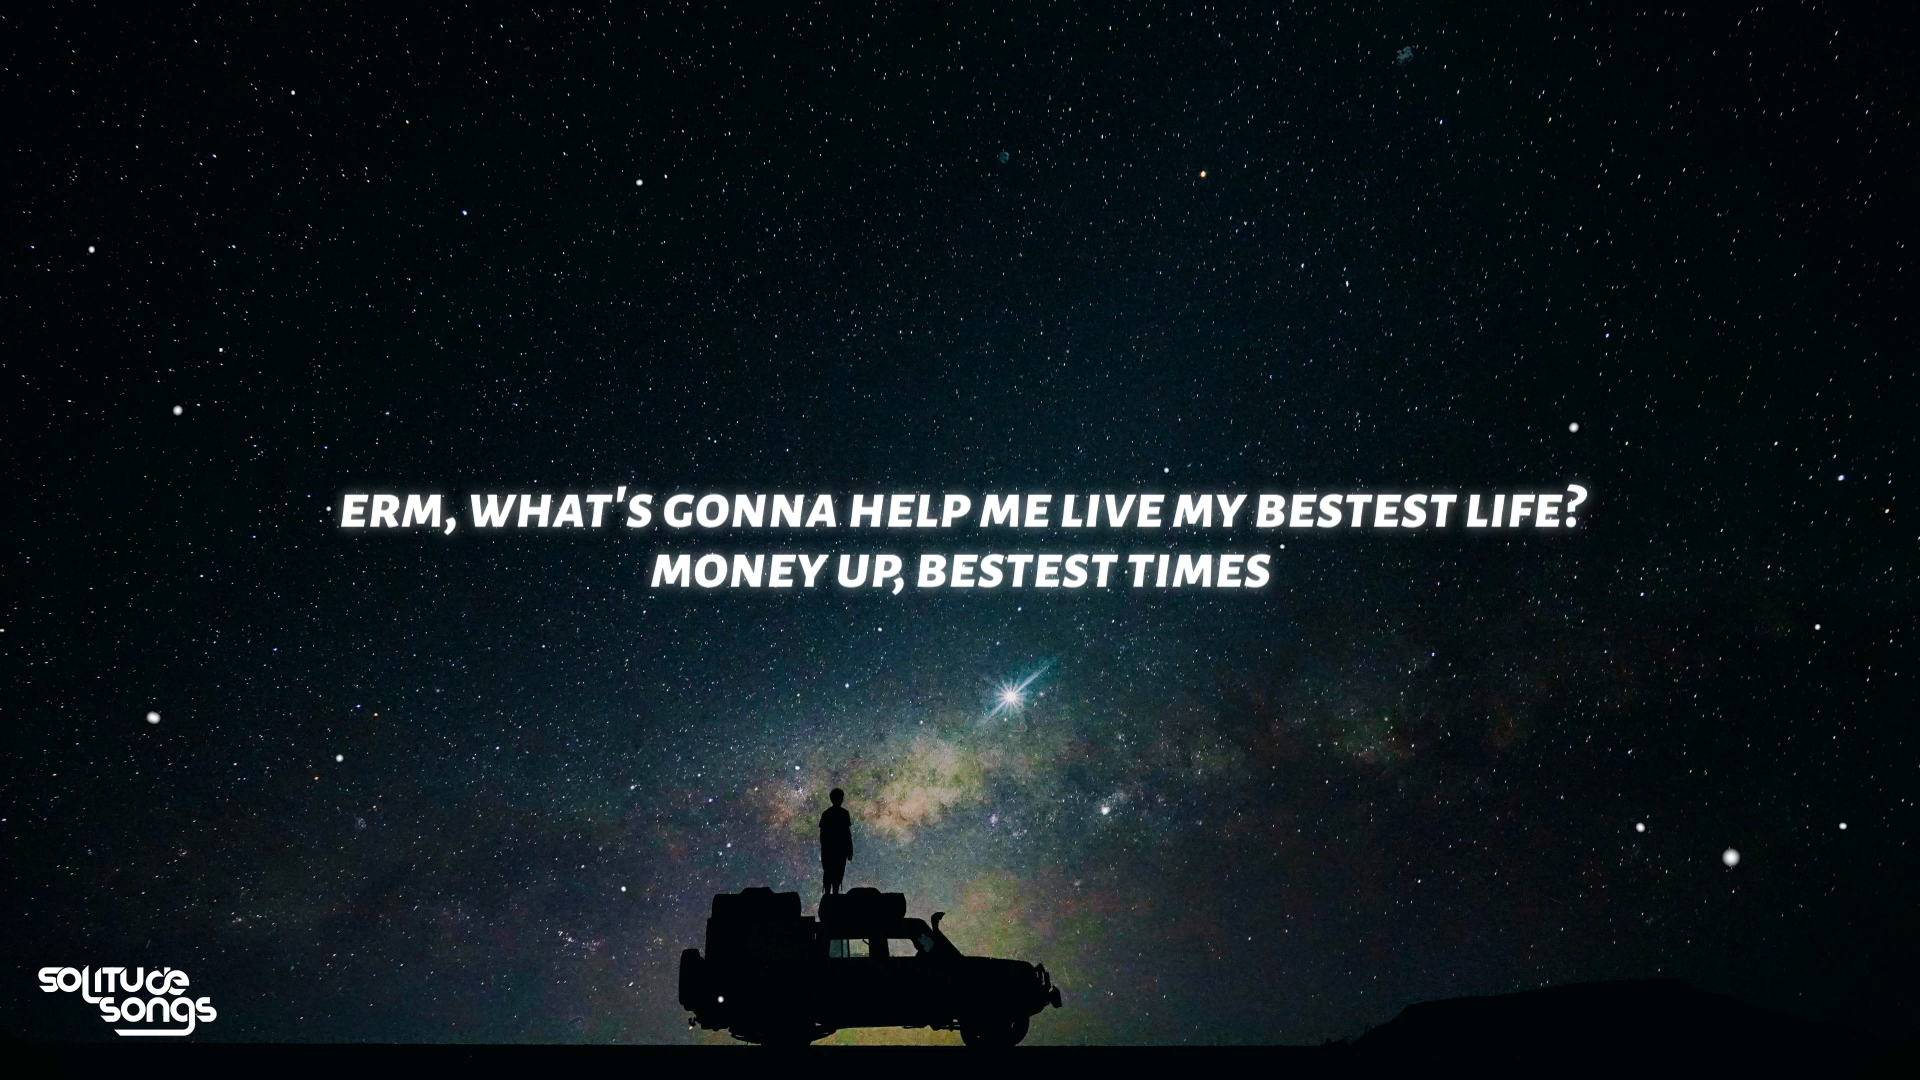 ERM, WHAT'S GONNA HELP ME LIVE MY BESTEST LIFE?
MONEY UP, BESTEST TIMES
SOLITUDE
SONGS